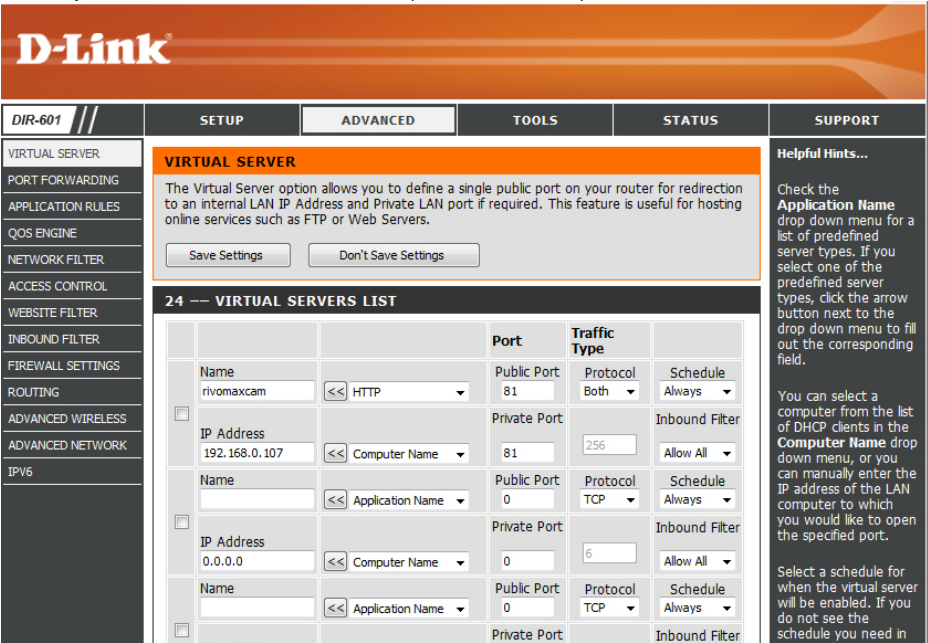 D-Link
DIR-601
SETUP
ADVANCED
TOOLS
STATUS
SUPPORT
VIRTUAL SERVER
PORT FORWARDING
APPLICATION RULES
QOS ENGINE
NETWORK FILTER
ACCESS CONTROL
WEBSITE FILTER
INBOUND FILTER
FIREWALL SETTINGS
ROUTING
ADVANCED WIRELESS
ADVANCED NETWORK
IPV6
VIRTUAL SERVER
The Virtual Server option allows you to define a single public port on your router for redirection
to an internal LAN IP Address and Private LAN port if required. This feature is useful for hosting
online services such as FTP or Web Servers.
Save Settings
Don't Save Settings
24 –– VIRTUAL SERVERS LIST
Port
Traffic
Type
Name
Public Port
Protocol
Schedule
rivomaxcam
<<
HTTP
81
Both
Always
IP Address
Private Port
Inbound Filter
192.168.0.107
<<
Computer Name
81
256
Allow All
Name
Public Port
Protocol
Schedule
<<
Application Name
0
TCP
Always
IP Address
Private Port
Inbound Filter
0.0.0.0
<<
Computer Name
0
6
Allow All
Name
Public Port
Protocol
Schedule
<<
Application Name
0
TCP
Always
Private Port
Inbound Filter
Helpful Hints...
Check the
Application Name
drop down menu for a
list of predefined
server types. If you
select one of the
predefined server
types, click the arrow
button next to the
drop down menu to fill
out the corresponding
field.
You can select a
computer from the list
of DHCP clients in the
Computer Name drop
down menu, or you
can manually enter the
IP address of the LAN
computer to which
you would like to open
the specified port.
Select a schedule for
when the virtual server
will be enabled. If you
do not see the
schedule you need in